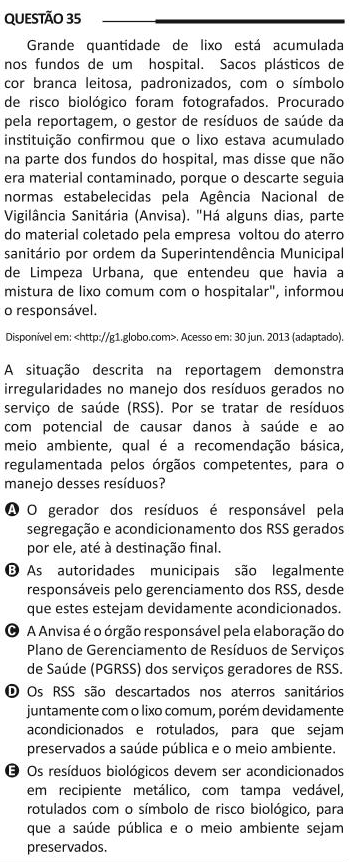 QUESTÃO 35
Grande quantidade de lixo está acumulada
nos fundos de um hospital. Sacos plásticos de
cor branca leitosa, padronizados, com o símbolo
de risco biológico foram fotografados. Procurado
pela reportagem, o gestor de resíduos de saúde da
instituição confirmou que o lixo estava acumulado
na parte dos fundos do hospital, mas disse que não
era material contaminado, porque o descarte seguia
normas estabelecidas pela Agência Nacional de
Vigilância Sanitária (Anvisa). "Há alguns dias, parte
do material coletado pela empresa voltou do aterro
sanitário por ordem da Superintendência Municipal
de Limpeza Urbana, que entendeu que havia a
mistura de lixo comum com o hospitalar", informou
o responsável.
Disponível em: <http://g1.globo.com>. Acesso em: 30 jun. 2013 (adaptado).
A situação descrita na reportagem demonstra
irregularidades no manejo dos resíduos gerados no
serviço de saúde (RSS). Por se tratar de resíduos
com potencial de causar danos à saúde e ao
meio ambiente, qual é a recomendação básica,
regulamentada pelos órgãos competentes, para o
manejo desses resíduos?
A O gerador dos resíduos é responsável pela
segregação e acondicionamento dos RSS gerados
por ele, até à destinação final.
B As autoridades municipais são legalmente
responsáveis pelo gerenciamento dos RSS, desde
que estes estejam devidamente acondicionados.
C A Anvisa é o órgão responsável pela elaboração do
Plano de Gerenciamento de Resíduos de Serviços
de Saúde (PGRSS) dos serviços geradores de RSS.
D Os RSS são descartados nos aterros sanitários
juntamente com o lixo comum, porém devidamente
acondicionados e rotulados, para que sejam
preservados a saúde pública e o meio ambiente.
E Os resíduos biológicos devem ser acondicionados
em recipiente metálico, com tampa vedável,
rotulados com o símbolo de risco biológico, para
que a saúde pública e o meio ambiente sejam
preservados.